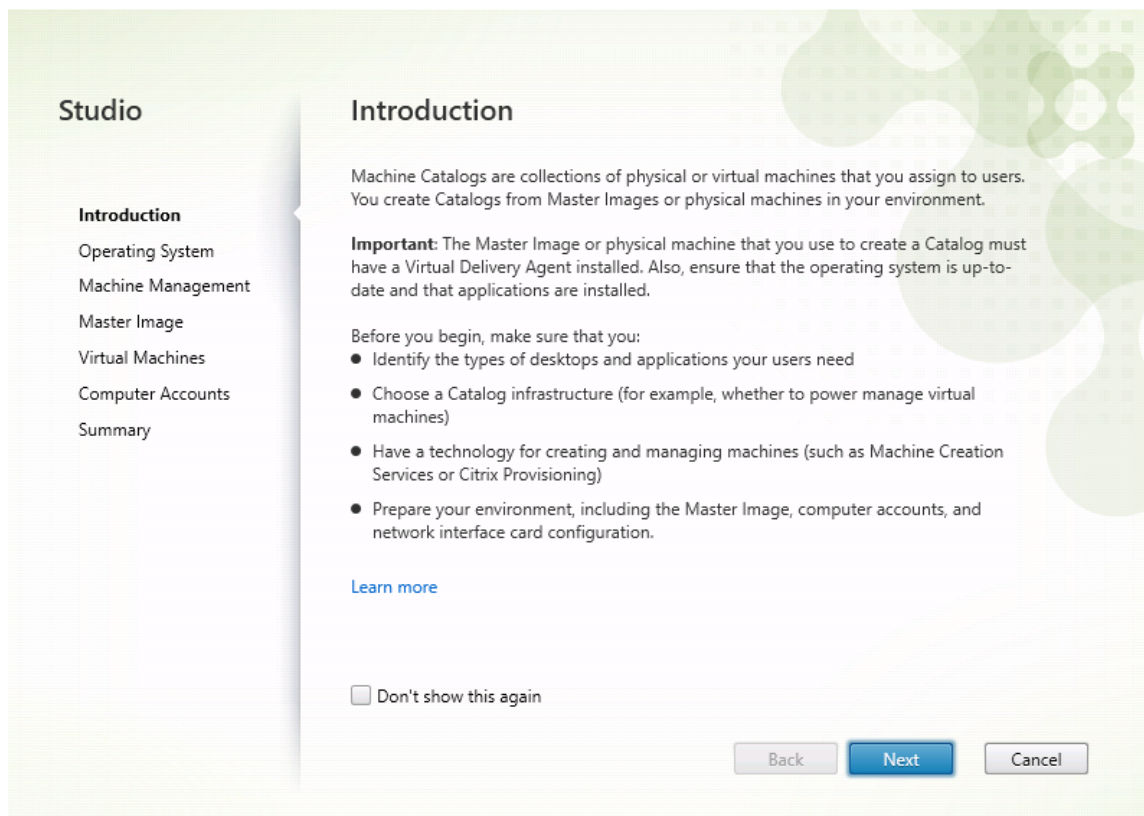 Studio
Introduction
Operating System
Machine Management
Master Image
Virtual Machines
Computer Accounts
Summary
Introduction
Machine Catalogs are collections of physical or virtual machines that you assign to users.
You create Catalogs from Master Images or physical machines in your environment.
Important: The Master Image or physical machine that you use to create a Catalog must
have a Virtual Delivery Agent installed. Also, ensure that the operating system is up-to-
date and that applications are installed.
Before you begin, make sure that you:
● Identify the types of desktops and applications your users need
● Choose a Catalog infrastructure (for example, whether to power manage virtual
machines)
● Have a technology for creating and managing machines (such as Machine Creation
Services or Citrix Provisioning)
● Prepare your environment, including the Master Image, computer accounts, and
network interface card configuration.
Learn more
Don't show this again
Back
Next
Cancel